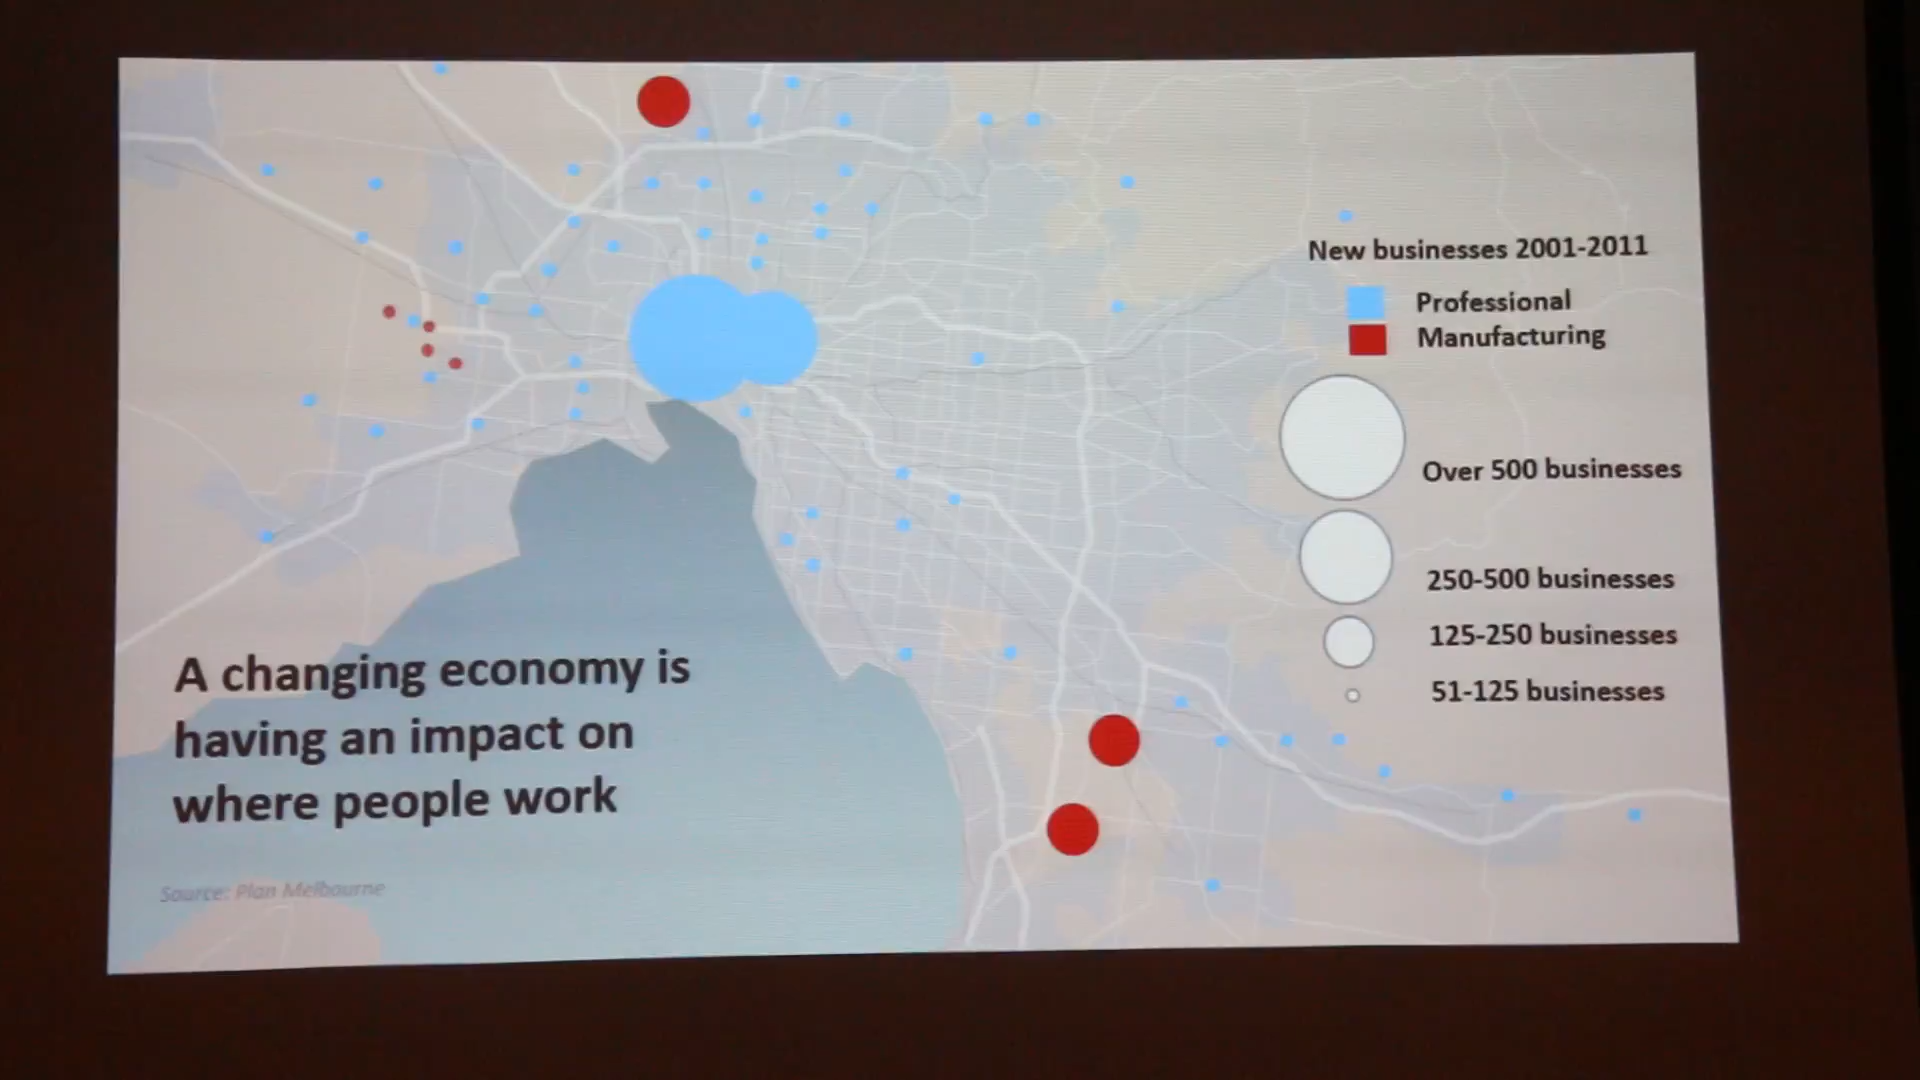 New businesses 2001-2011
Professional
Manufacturing
Over 500 businesses
250-500 businesses
125-250 businesses
51-125 businesses
A changing economy is
having an impact on
where people work
Source: Plan Melbourne